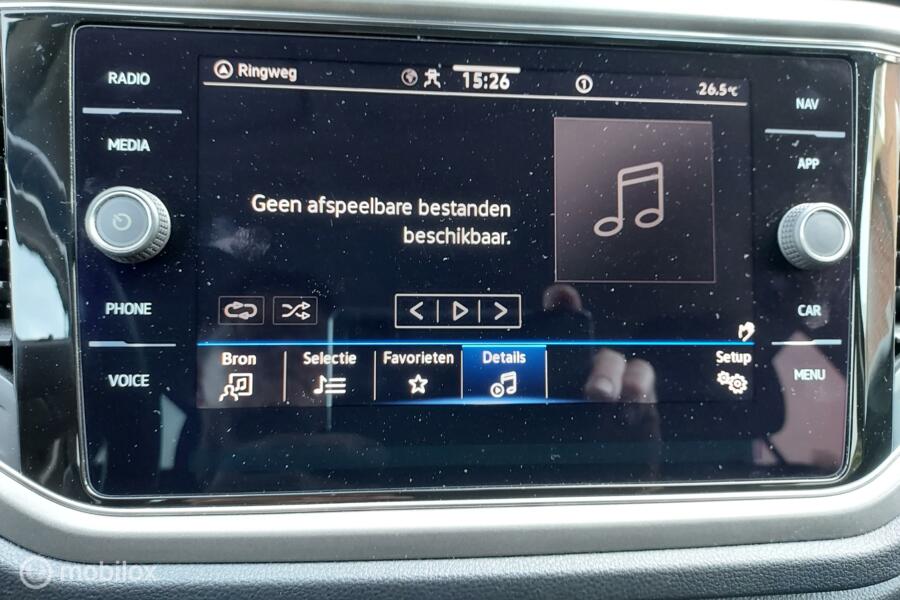 RADIO
MEDIA
PHONE
VOICE
Ringweg
15:26
1
26.5°C
Geen afspeelbare bestanden
beschikbaar.
Bron
Selectie
Favorieten
Details
Setup
NAV
APP
CAR
MENU
mobilox